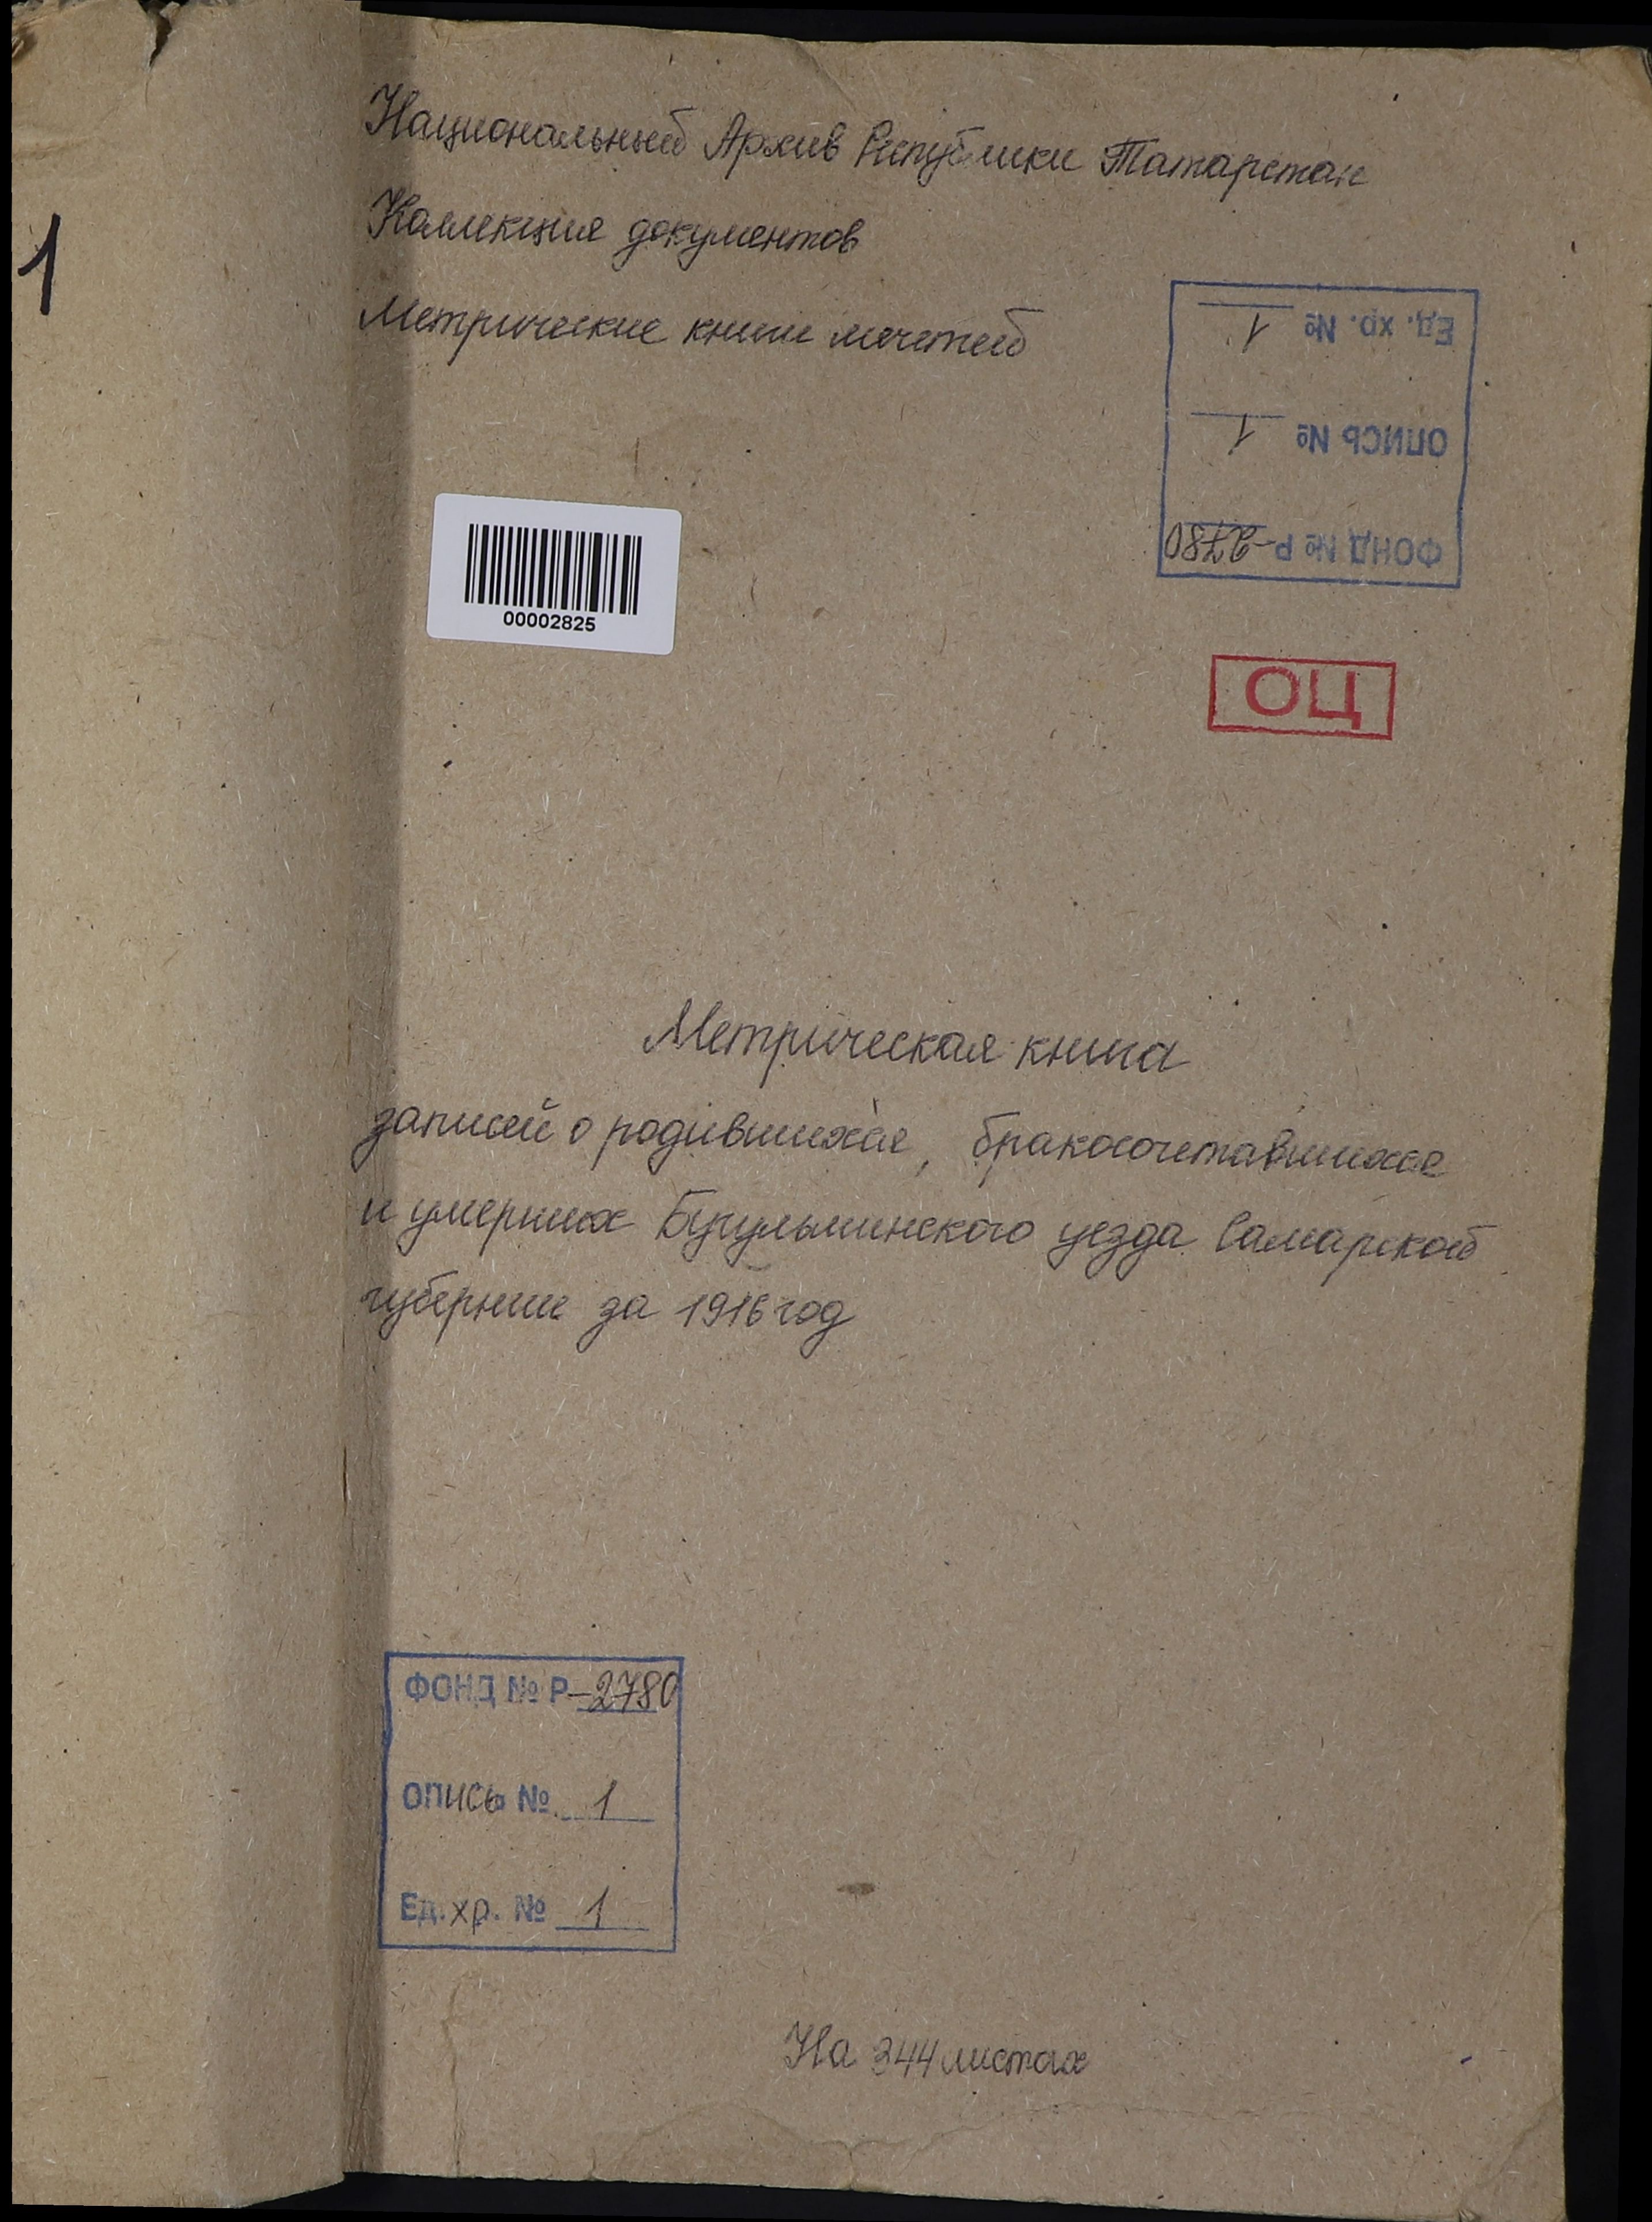 1
Национальный Архив Республики Татарстан
Коллекция документов
Метрические книги мечетей
Ед. хр. № 1
ОПИСЬ № 1
ФОНД № Р-2780
00002825
ОЦ
Метрическая книга
записей о родившихся, бракосочетавшихся
и умерших Бугульминского уезда Самарской
губернии за 1916 год
ФОНД № Р-2780
ОПИСЬ № 1
Ед. хр. № 1
На 344 листах